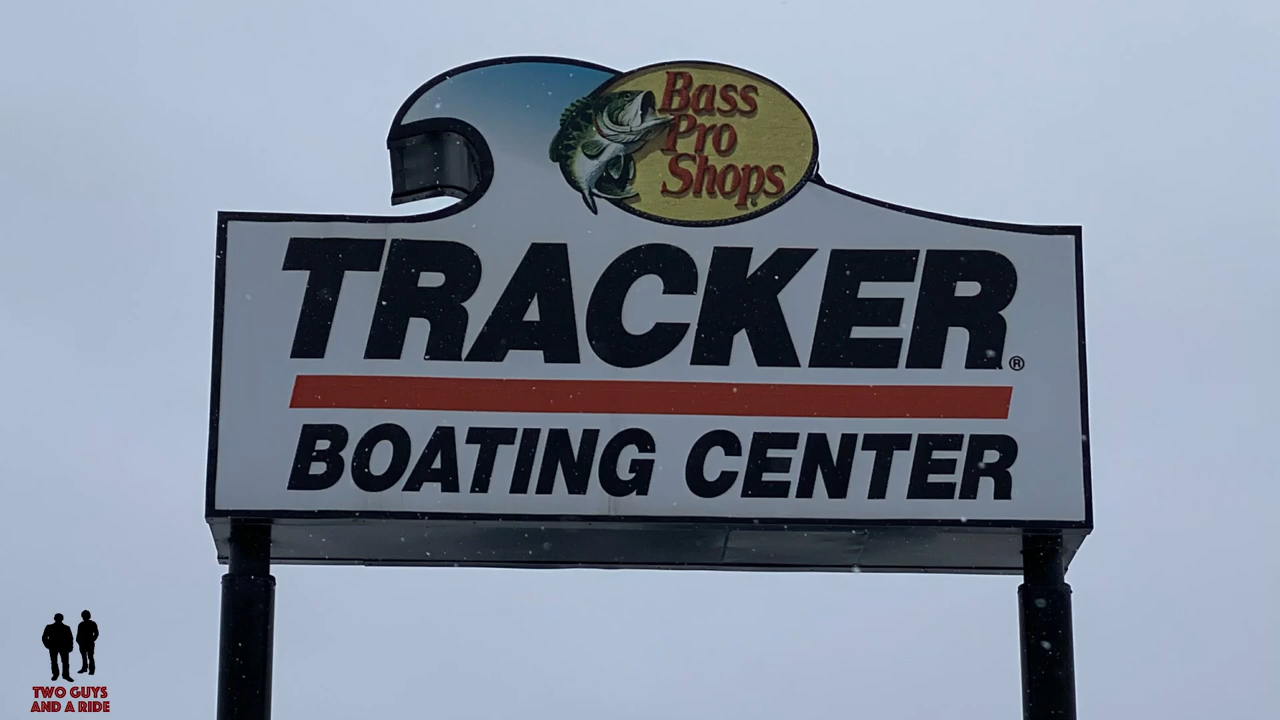 Bass
Pro
Shops
TRACKER®
BOATING CENTER
TWO GUYS
AND A RIDE